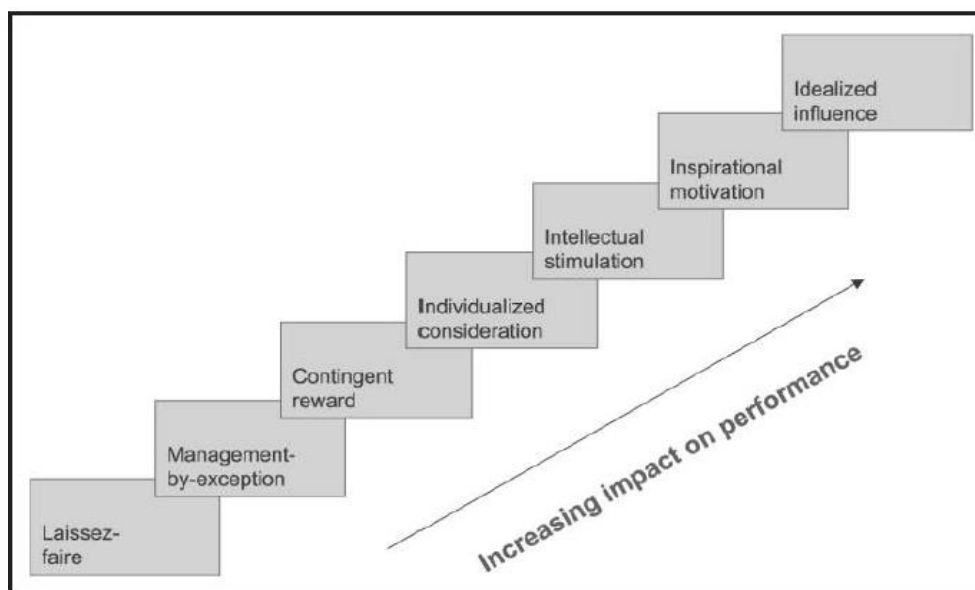 Idealized
influence
Inspirational
motivation
Intellectual
stimulation
Individualized
consideration
Contingent
reward
Management-
by-exception
Laissez-
faire
Increasing impact on performance